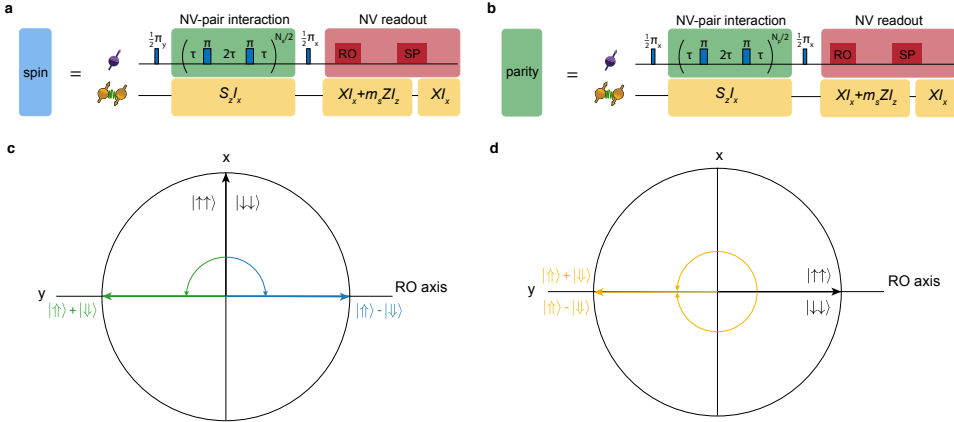 a
NV-pair interaction NV readout
½π_y ( τ π 2τ π τ )^{N_s/2} ½π_x
spin = RO SP
S_zI_x XI_x+m_sZI_z XI_x
b
NV-pair interaction NV readout
½π_x ( τ π 2τ π τ )^{N_p/2} ½π_x
parity = RO SP
S_zI_x XI_x+m_sZI_z XI_x
c
x
|↑↑⟩ |↓↓⟩
y RO axis
|⇑⟩+|⇓⟩ |⇑⟩-|⇓⟩
d
x
|⇑⟩+|⇓⟩ |↑↑⟩ RO axis
y
|⇑⟩-|⇓⟩ |↓↓⟩